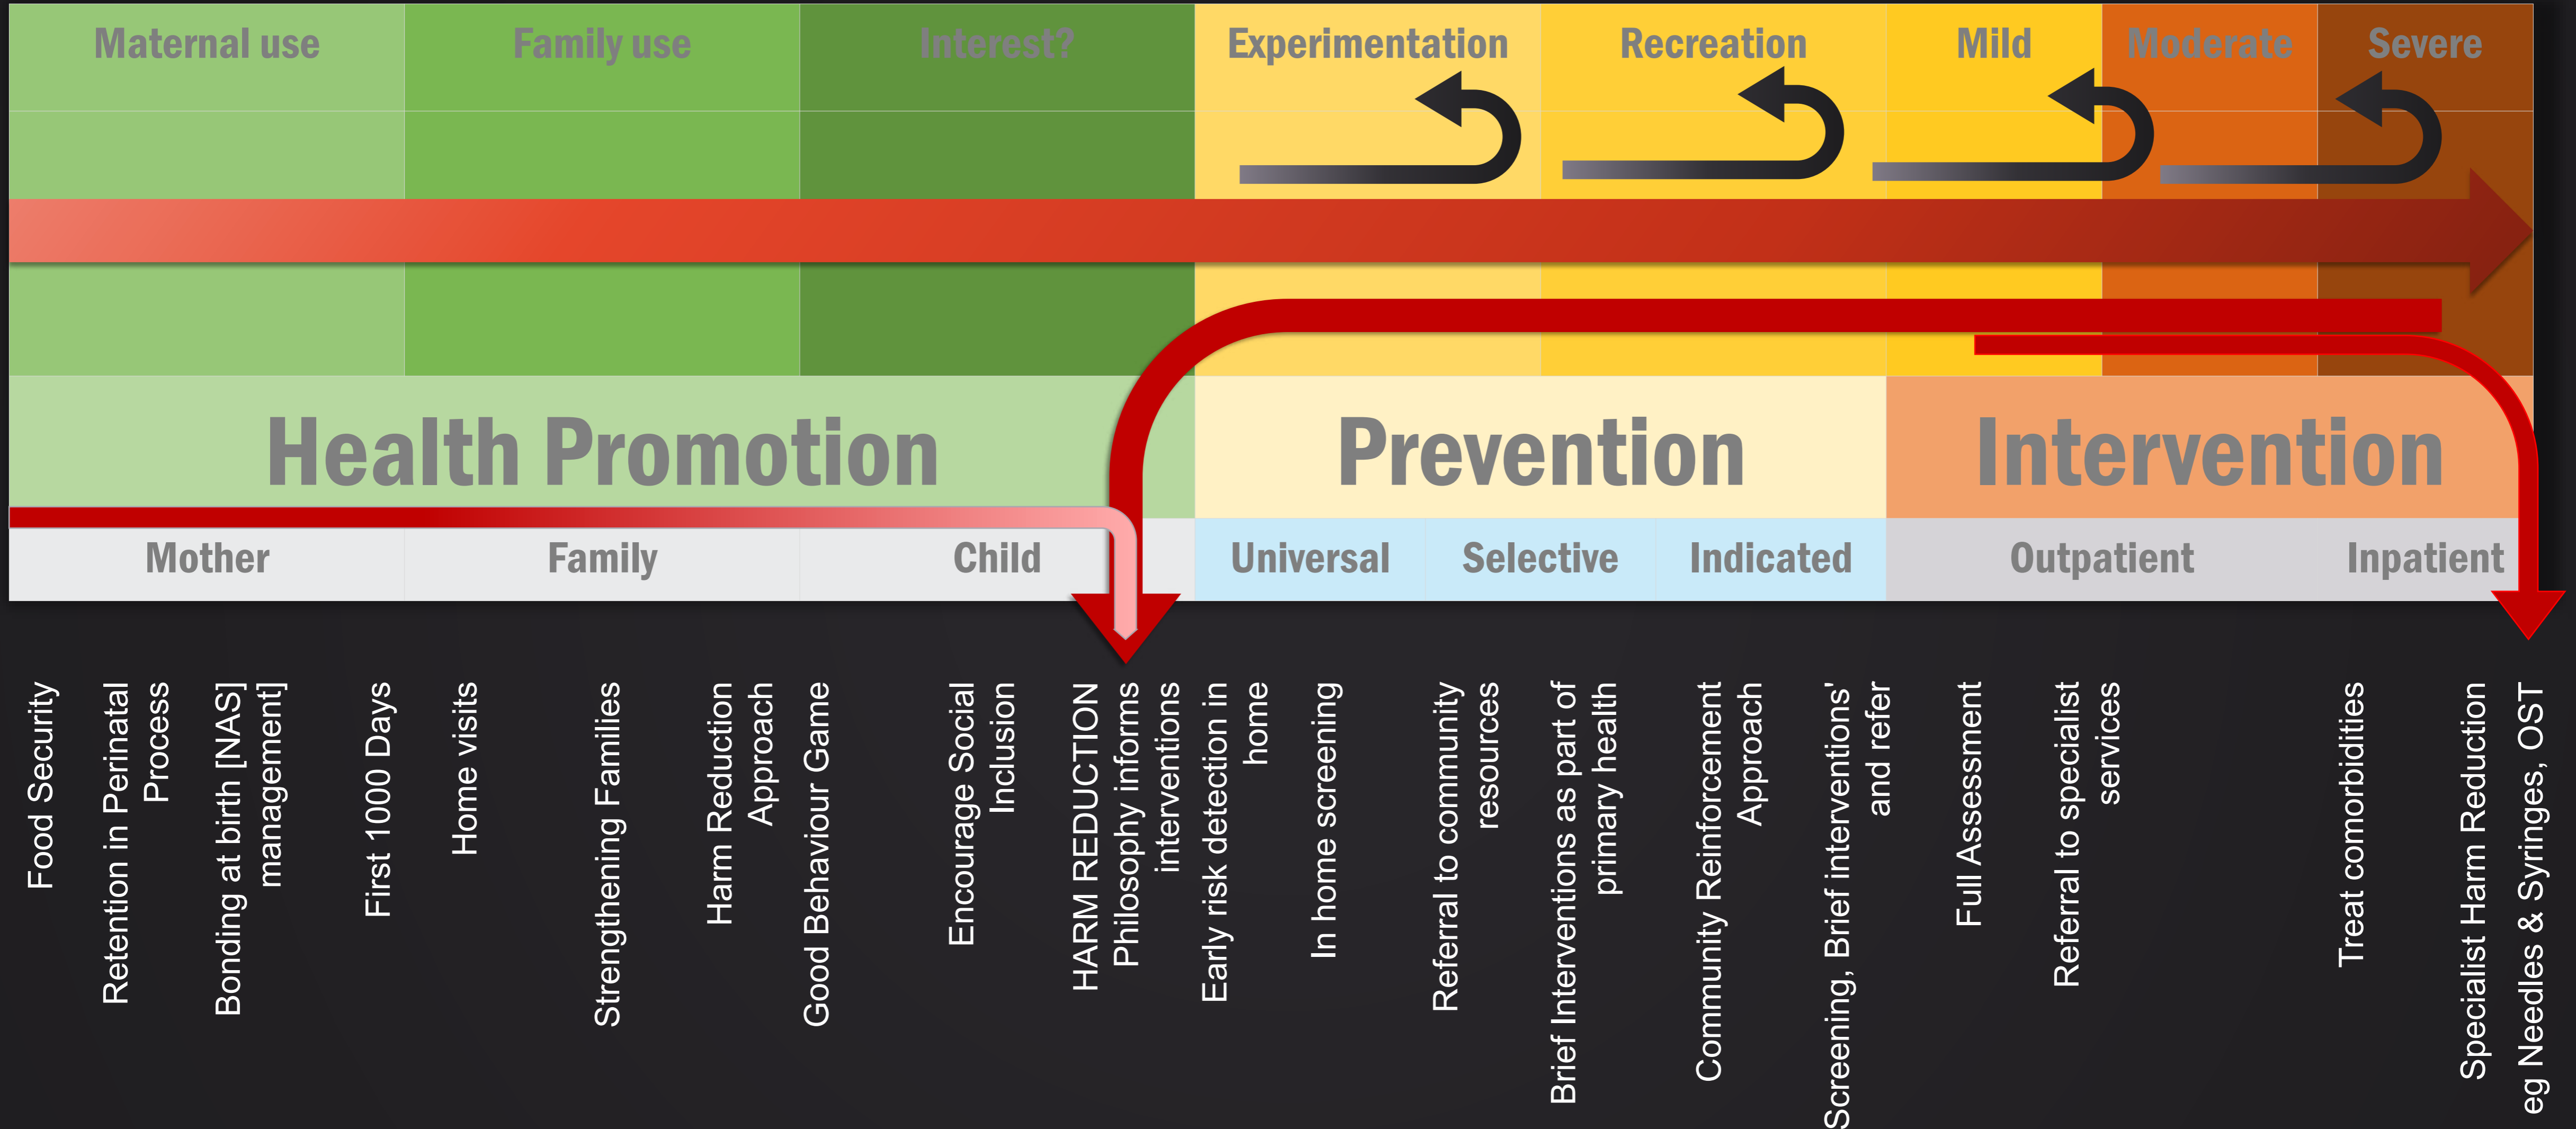 Maternal use
Family use
Interest?
Experimentation
Recreation
Mild
Moderate
Severe
Health Promotion
Prevention
Intervention
Mother
Family
Child
Universal
Selective
Indicated
Outpatient
Inpatient
Food Security
Retention in Perinatal
Process
Bonding at birth [NAS]
management]
First 1000 Days
Home visits
Strengthening Families
Harm Reduction
Approach
Good Behaviour Game
Encourage Social
Inclusion
HARM REDUCTION
Philosophy informs
interventions
Early risk detection in
home
In home screening
Referral to community
resources
Brief Interventions as part of
primary health
Community Reinforcement
Approach
Screening, Brief interventions'
and refer
Full Assessment
Referral to specialist
services
Treat comorbidities
Specialist Harm Reduction
eg Needles & Syringes, OST